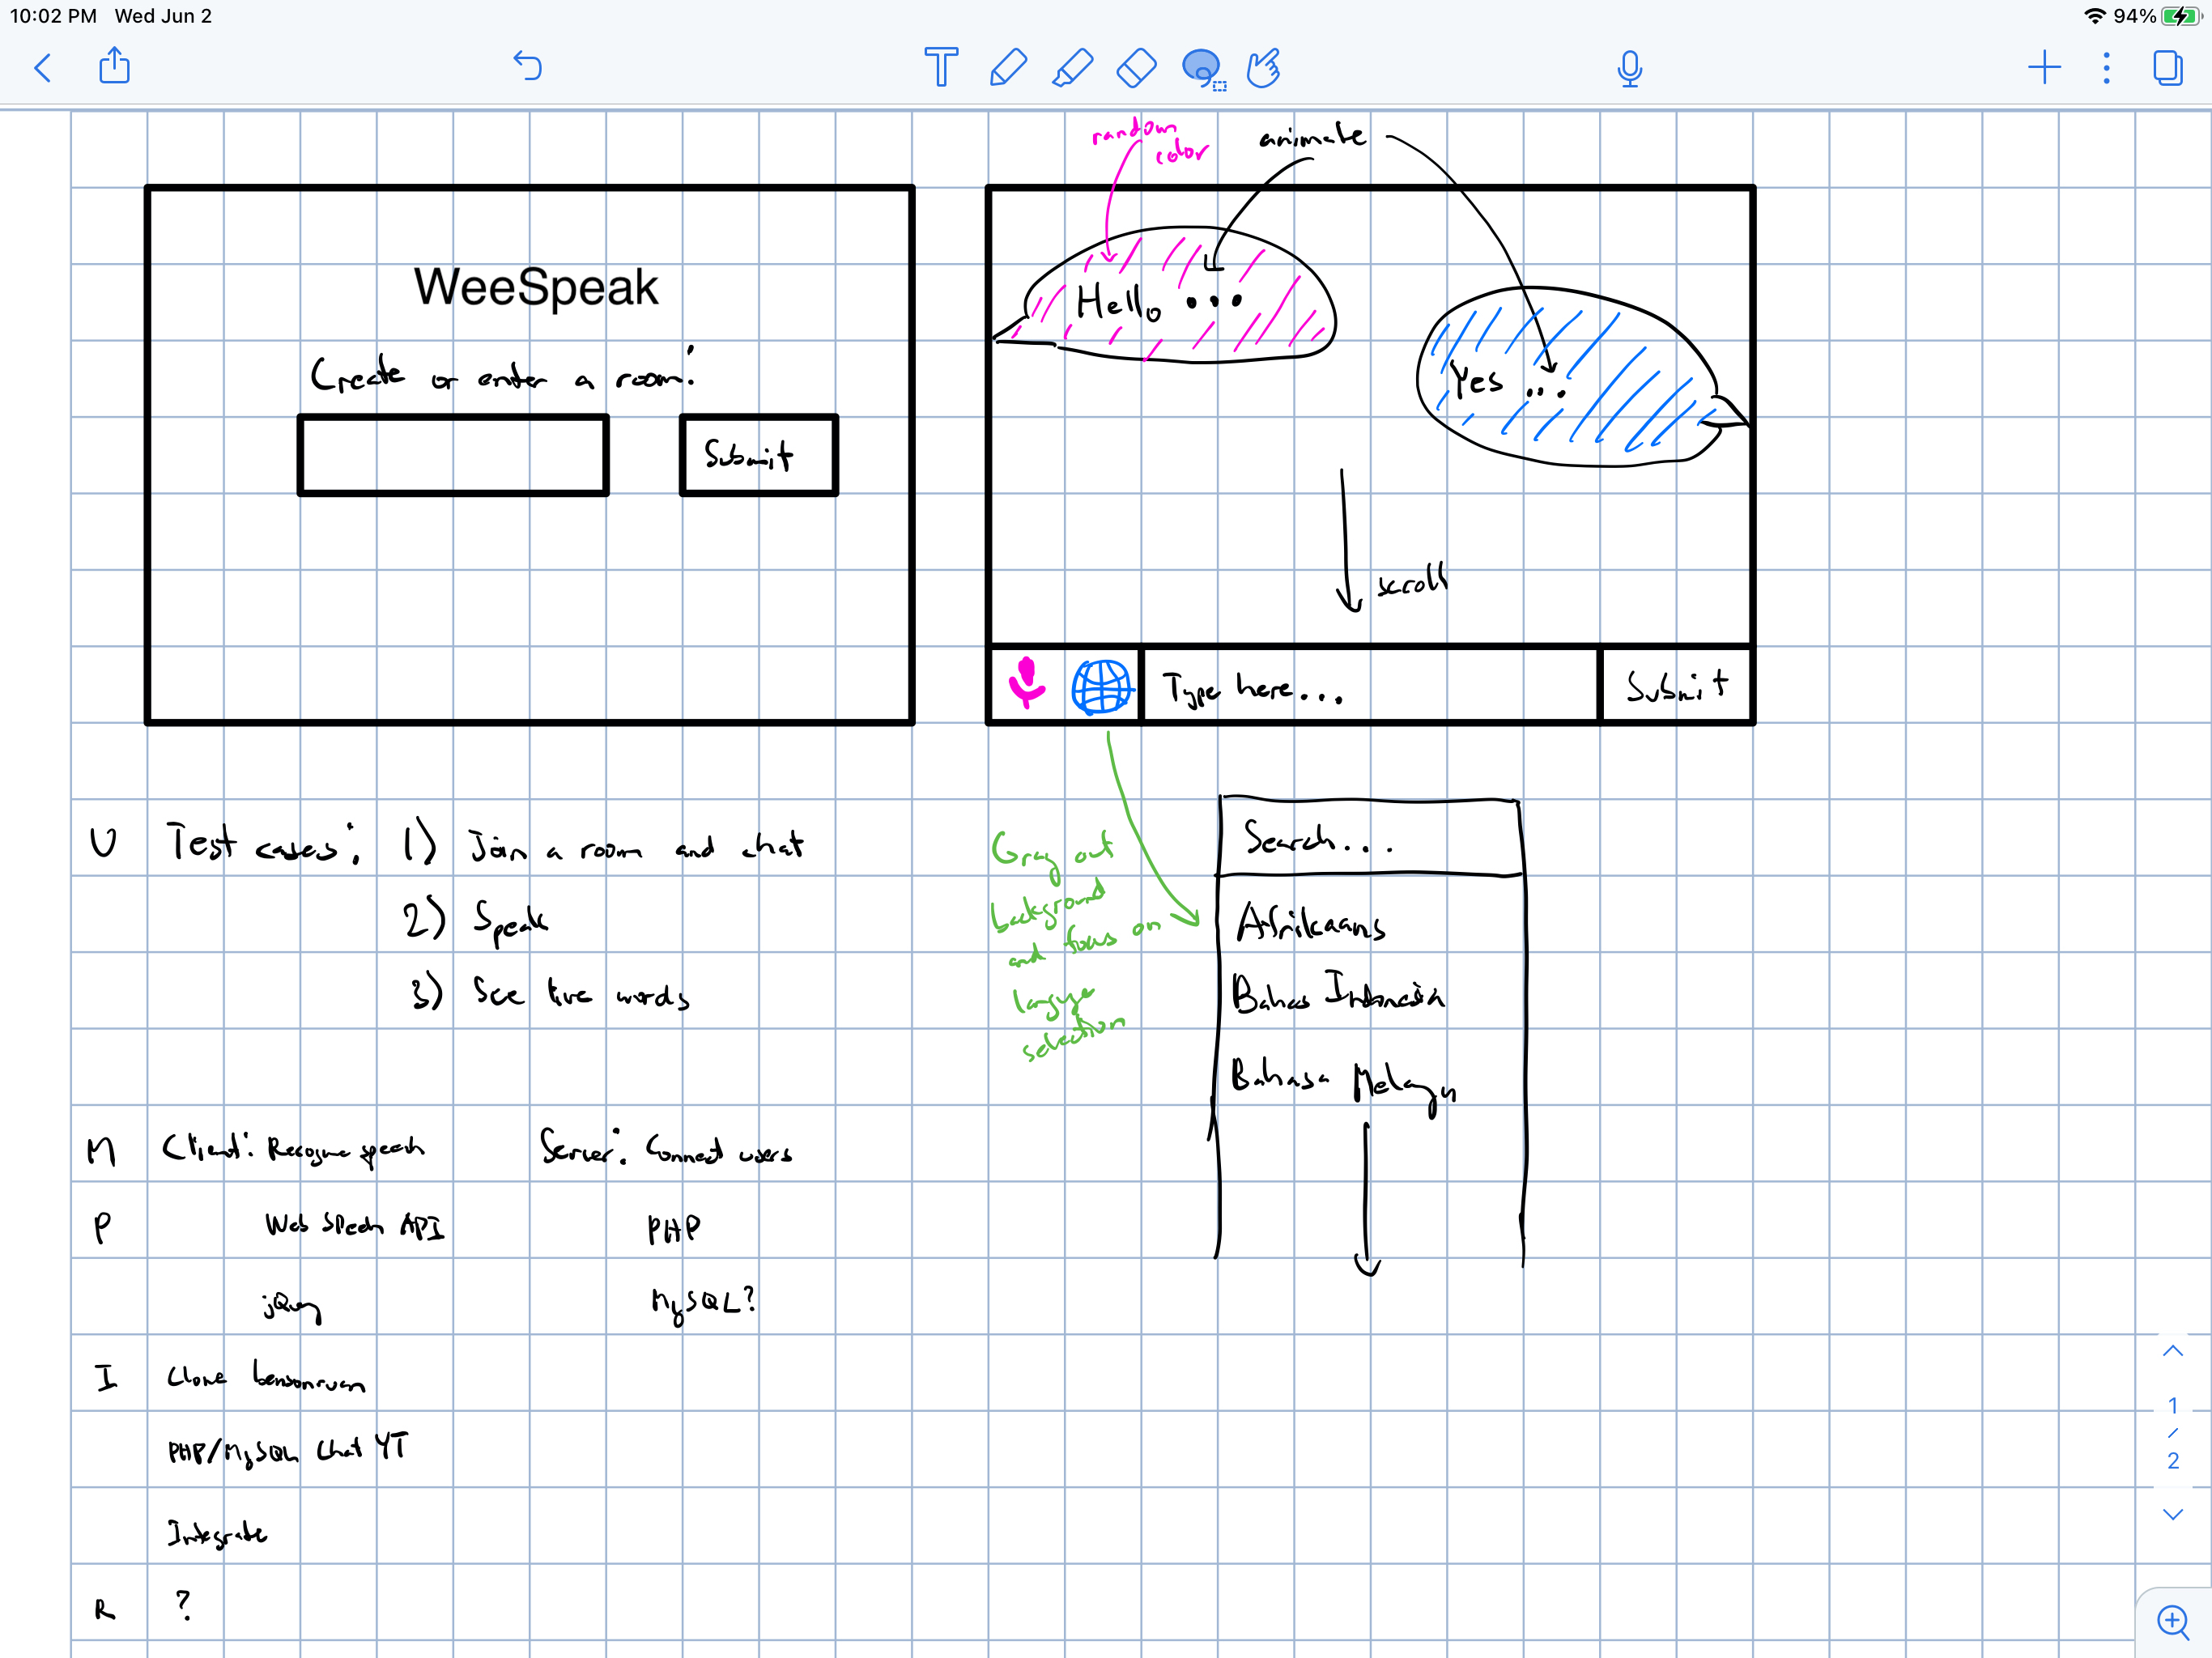 10:02 PM Wed Jun 2
94%
random
color
animate
WeeSpeak
Create or enter a room:
Submit
Hello ...
Yes ...
scroll
Type here...
Submit
U Test cases: 1) Join a room and chat
2) Speak
3) See live words
Gray out
background
and focus on
language
selection
Search...
Afrikaans
Bahasa Indonesia
Bahasa Melayu
M Client: Recognize speech Server: Connect users
P Web Speech API PHP
jQuery MySQL?
I Clone bensonruan
PHP/MySQL Chat YT
Integrate
R ?
1
/
2